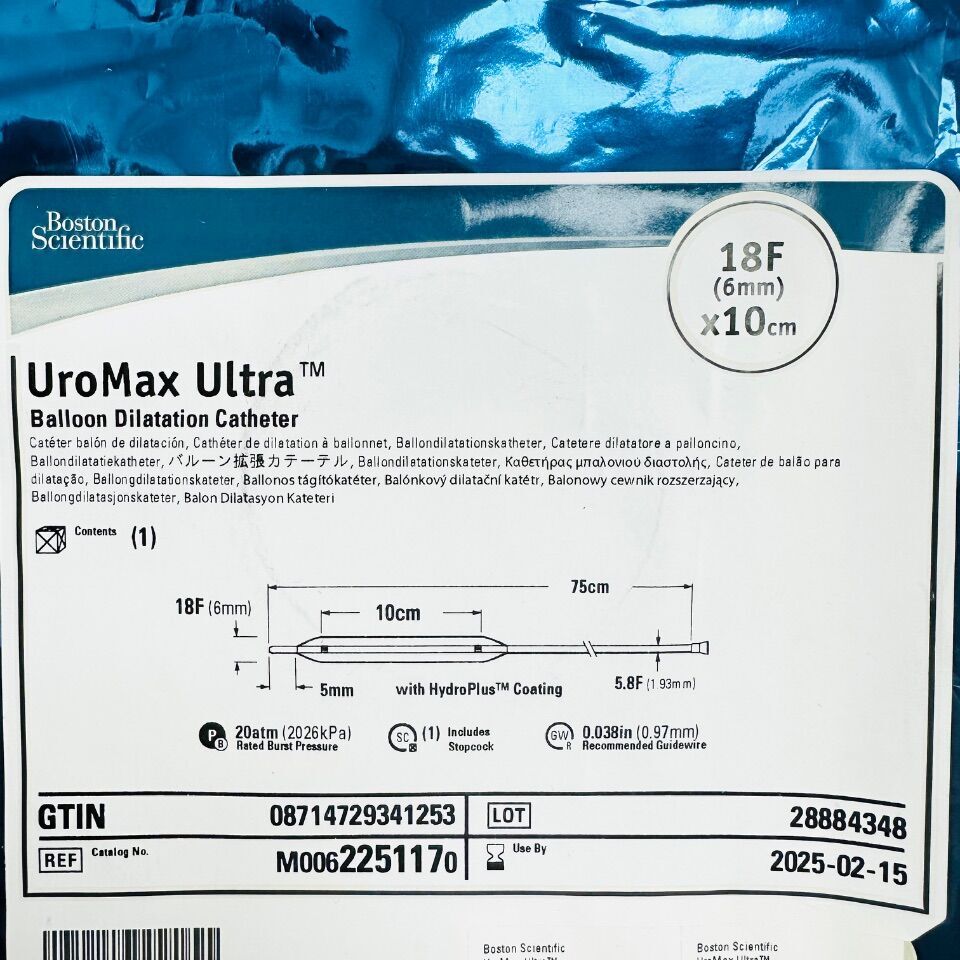 Boston
Scientific
18F
(6mm)
x10cm
UroMax Ultra™
Balloon Dilatation Catheter
Catéter balón de dilatación, Cathéter de dilatation à ballonnet, Ballondilatationskatheter, Catetere dilatatore a palloncino,
Ballondilatatiekatheter, バルーン拡張カテーテル, Ballondilatationskateter, Καθετήρας μπαλονιού διαστολής, Cateter de balão para
dilatação, Ballongdilatationskateter, Ballonos tágítókatéter, Balónkový dilatační katétr, Balonowy cewnik rozszerzający,
Ballongdilatasjonskateter, Balon Dilatasyon Kateteri
Contents (1)
75cm
18F (6mm)
10cm
5mm
with HydroPlus™ Coating
5.8F (1.93mm)
P B 20atm (2026kPa)
Rated Burst Pressure
SC (1) Includes
Stopcock
GW R 0.038in (0.97mm)
Recommended Guidewire
GTIN 08714729341253
LOT 28884348
REF Catalog No. M0062251170
Use By 2025-02-15
Boston Scientific
Boston Scientific